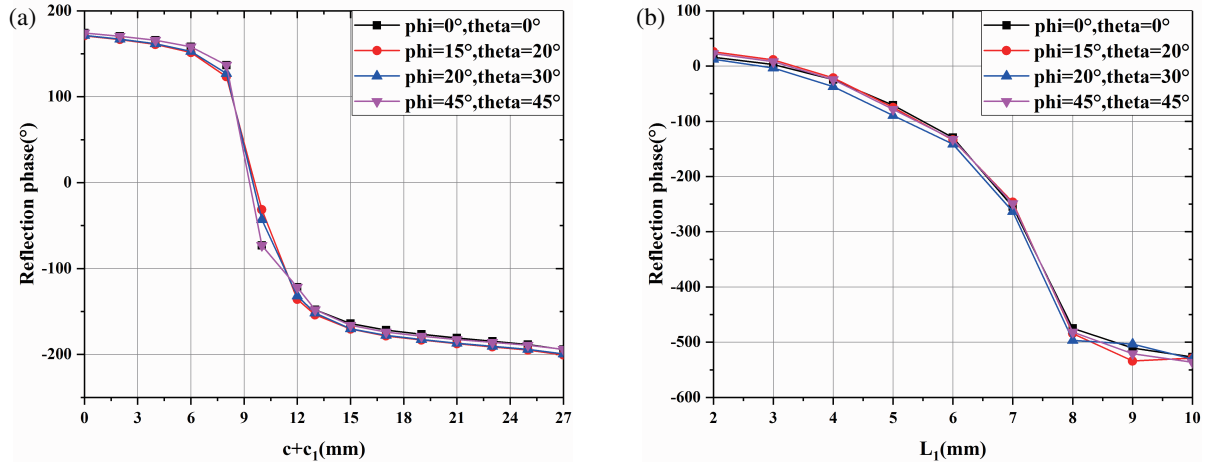 (a)
200
100
0
-100
-200
Reflection phase(°)
0 3 6 9 12 15 18 21 24 27
c+c₁(mm)
phi=0°,theta=0°
phi=15°,theta=20°
phi=20°,theta=30°
phi=45°,theta=45°
(b)
100
0
-100
-200
-300
-400
-500
-600
Reflection phase(°)
2 3 4 5 6 7 8 9 10
L₁(mm)
phi=0°,theta=0°
phi=15°,theta=20°
phi=20°,theta=30°
phi=45°,theta=45°